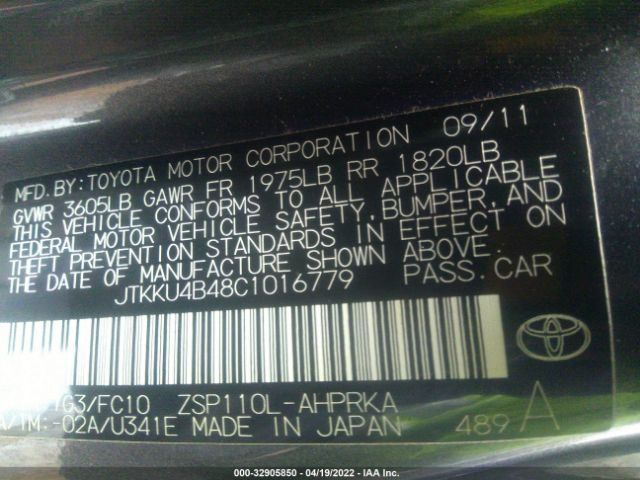 MFD. BY: TOYOTA MOTOR CORPORATION 09/11
GVWR 3605LB GAWR FR 1975LB RR 1820LB
THIS VEHICLE CONFORMS TO ALL APPLICABLE
FEDERAL MOTOR VEHICLE SAFETY, BUMPER, AND
THEFT PREVENTION STANDARDS IN EFFECT ON
THE DATE OF MANUFACTURE SHOWN ABOVE.
JTKKU4B48C1016779 PASS. CAR
G3/FC10 ZSP110L-AHPRKA
A/TM:-02A/U341E MADE IN JAPAN 489 A
000-32905850 - 04/19/2022 - IAA Inc.